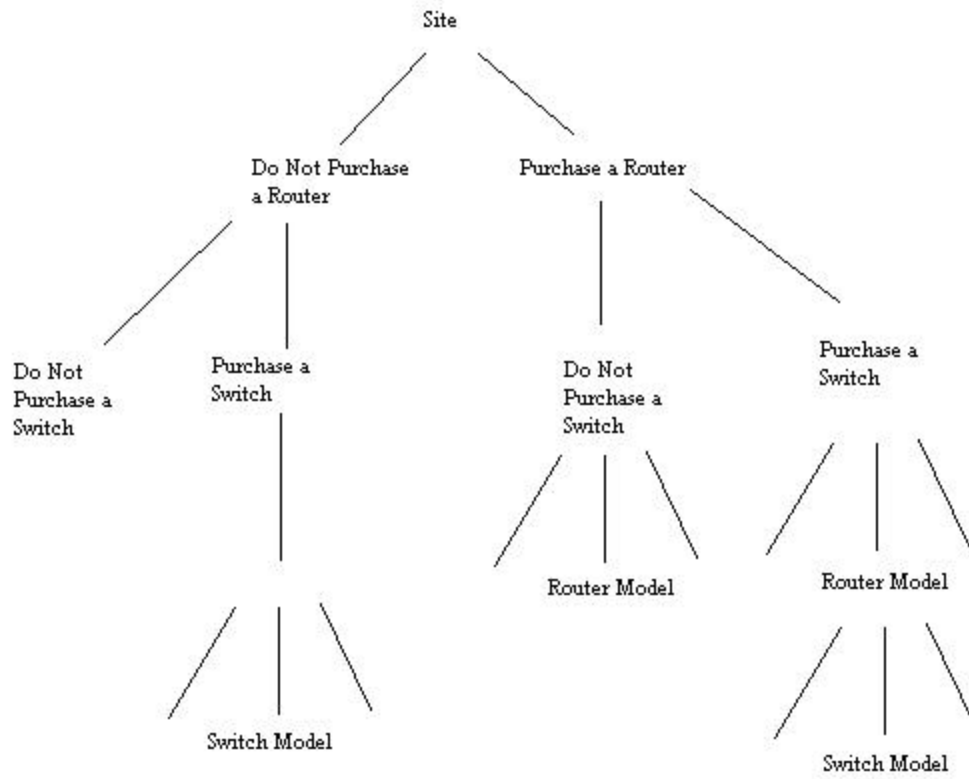 Site
Do Not Purchase
a Router
Purchase a Router
Do Not
Purchase a
Switch
Purchase a
Switch
Do Not
Purchase a
Switch
Purchase a
Switch
Router Model
Router Model
Switch Model
Switch Model